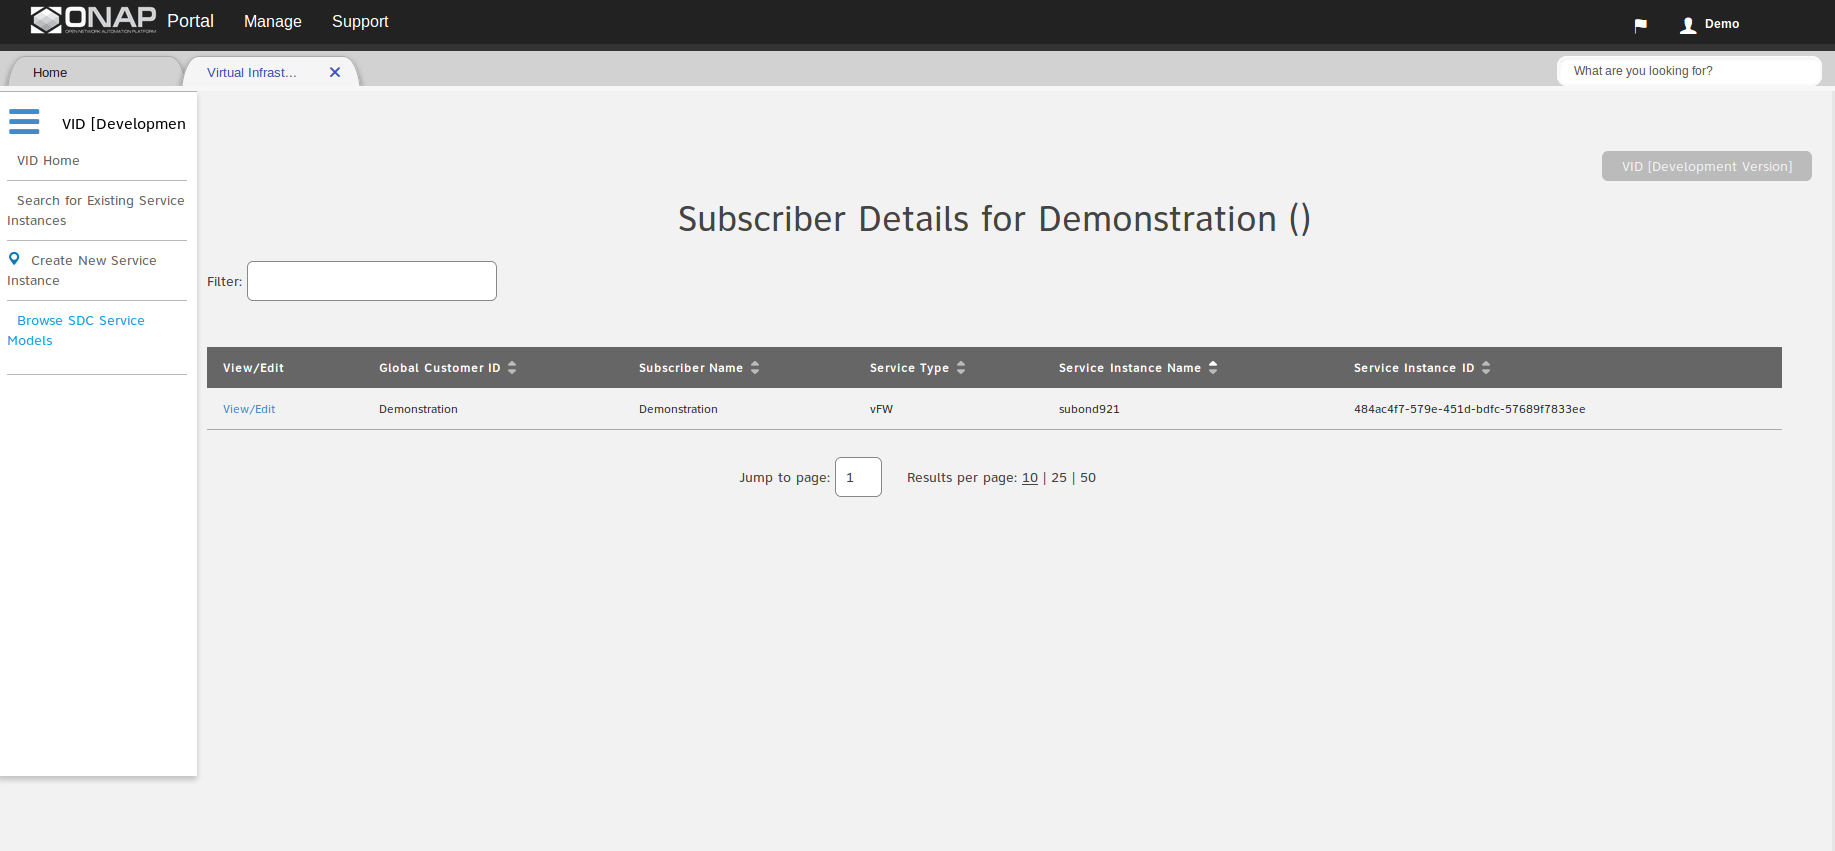 ONAP Portal Manage Support Demo
OPEN NETWORK AUTOMATION PLATFORM
Home Virtual Infrast... What are you looking for?
VID [Developmen
VID Home
Search for Existing Service
Instances
Create New Service
Instance
Browse SDC Service
Models
VID [Development Version]
Subscriber Details for Demonstration ()
Filter:
View/Edit Global Customer ID Subscriber Name Service Type Service Instance Name Service Instance ID
View/Edit Demonstration Demonstration vFW subond921 484ac4f7-579e-451d-bdfc-57689f7833ee
Jump to page: 1 Results per page: 10 | 25 | 50